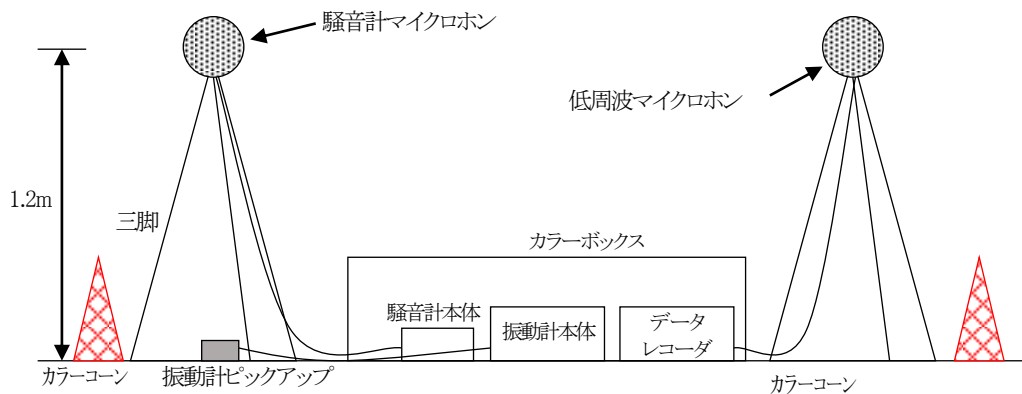 騒音計マイクロホン
低周波マイクロホン
1.2m
三脚
カラーボックス
騒音計本体
振動計本体
データ
レコーダ
カラーコーン
振動計ピックアップ
カラーコーン